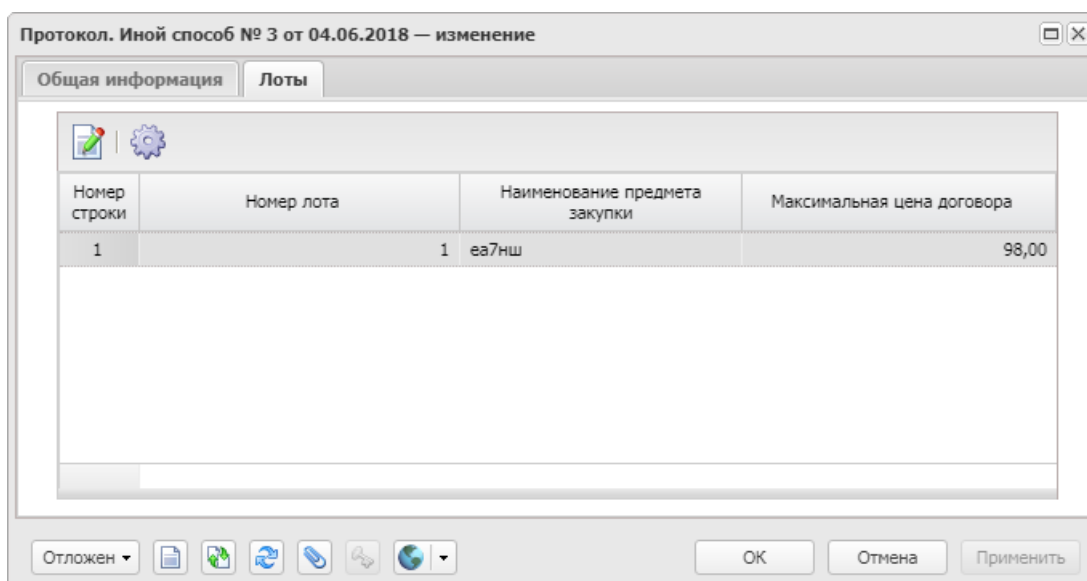 Протокол. Иной способ № 3 от 04.06.2018 — изменение
Общая информация Лоты
Номер строки Номер лота Наименование предмета закупки Максимальная цена договора
1 1 еа7нш 98,00
Отложен ОК Отмена Применить